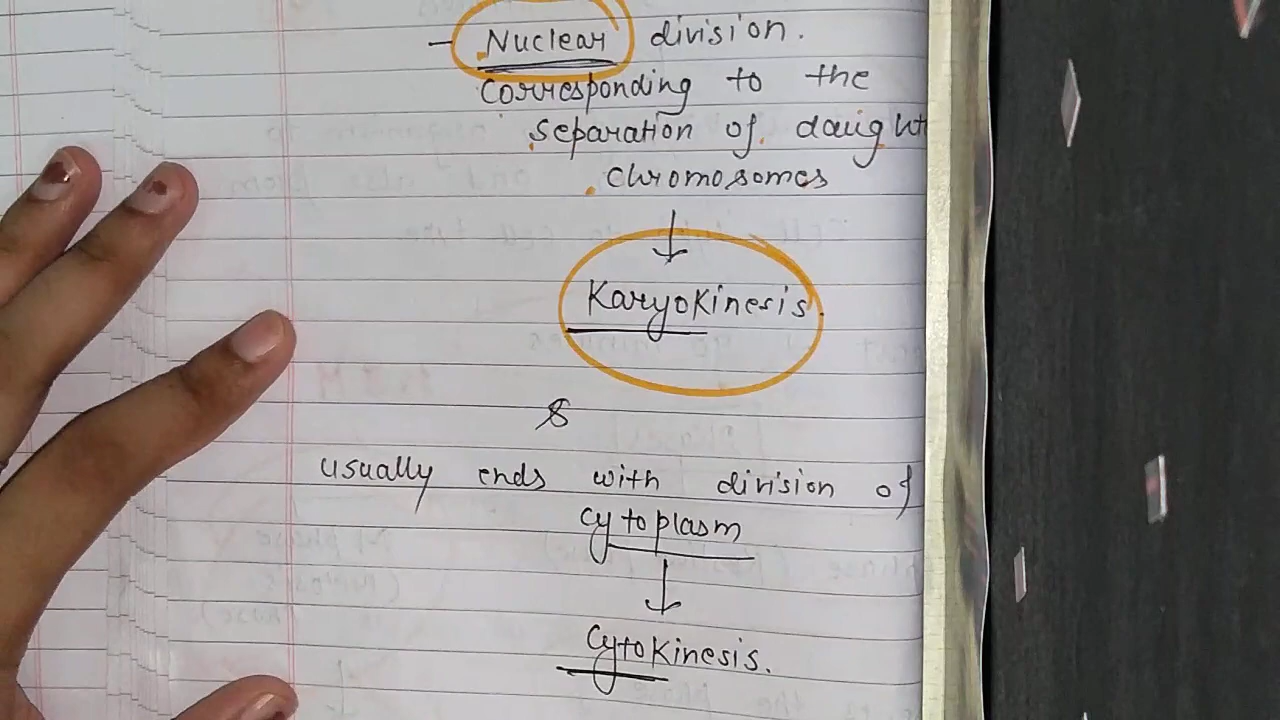 - Nuclear division.
corresponding to the
separation of daught
chromosomes
↓
Karyokinesis.
&
usually ends with division of
cytoplasm
↓
Cytokinesis.